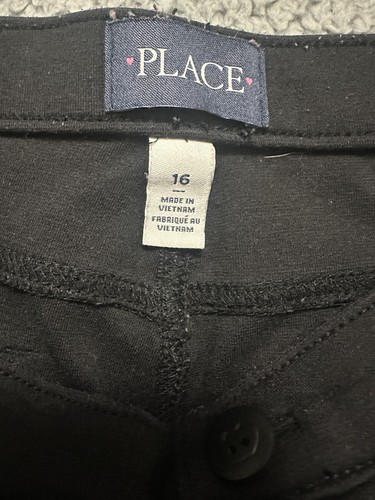 PLACE
16
MADE IN
VIETNAM
FABRIQUÉ AU
VIETNAM